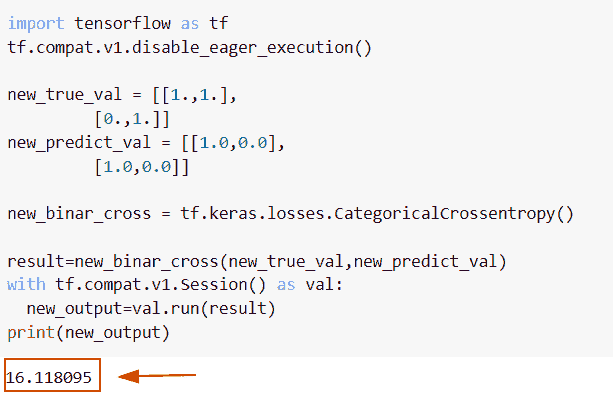 import tensorflow as tf
tf.compat.v1.disable_eager_execution()
new_true_val = [[1.,1.],
[0.,1.]]
new_predict_val = [[1.0,0.0],
[1.0,0.0]]
new_binar_cross = tf.keras.losses.CategoricalCrossentropy()
result=new_binar_cross(new_true_val,new_predict_val)
with tf.compat.v1.Session() as val:
new_output=val.run(result)
print(new_output)
16.118095